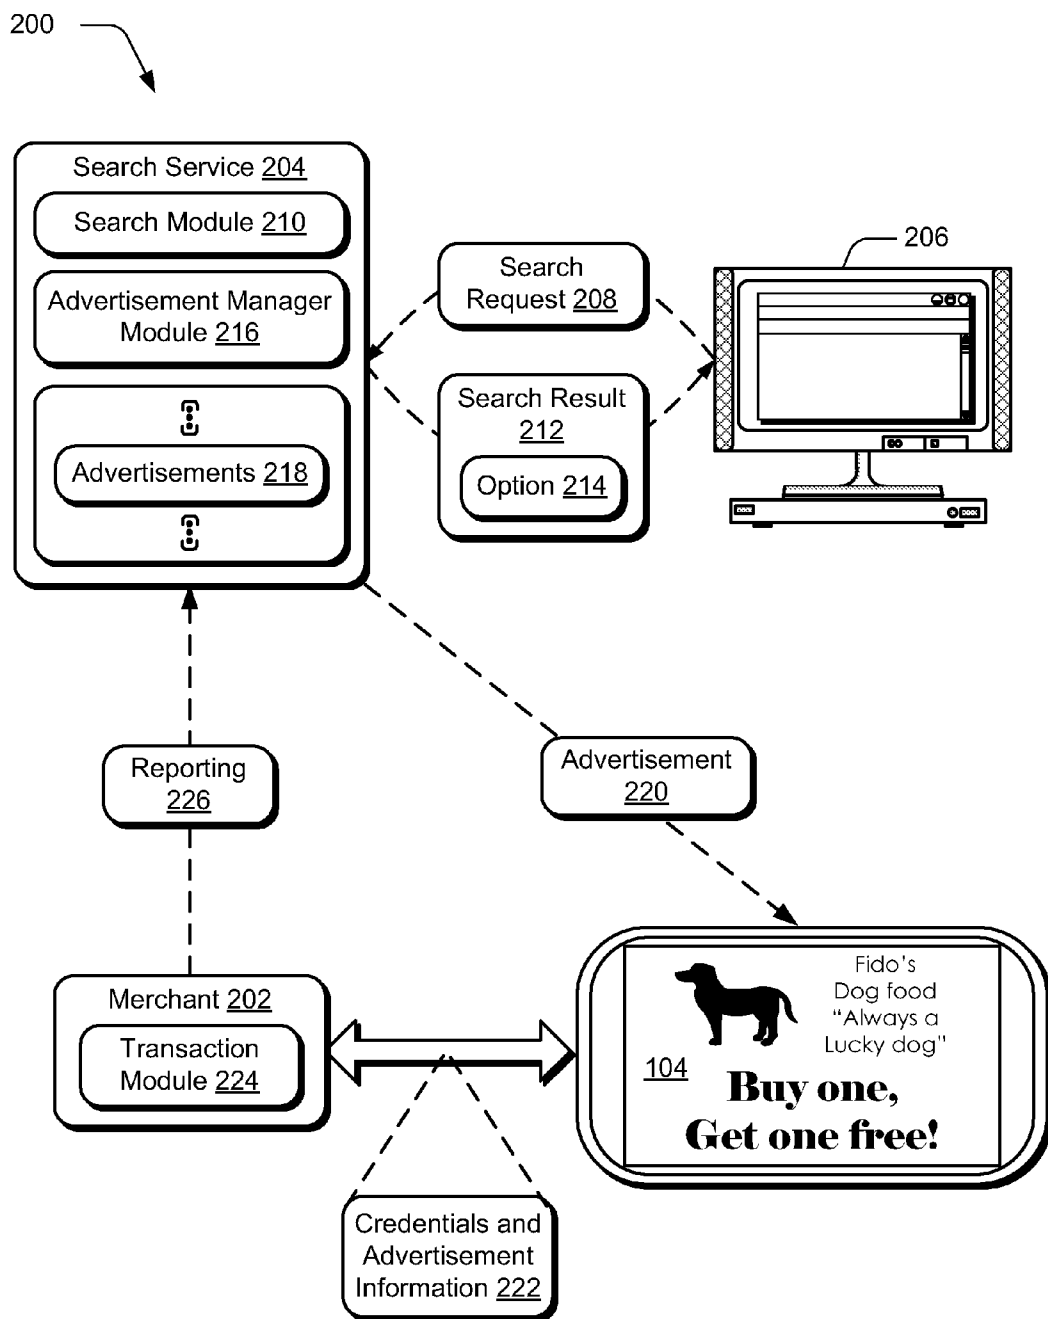 200
Search Service 204
Search Module 210
Advertisement Manager
Module 216
Advertisements 218
Search
Request 208
Search Result
212
Option 214
206
Reporting
226
Advertisement
220
Merchant 202
Transaction
Module 224
Fido's
Dog food
"Always a
Lucky dog"
104
Buy one,
Get one free!
Credentials and
Advertisement
Information 222